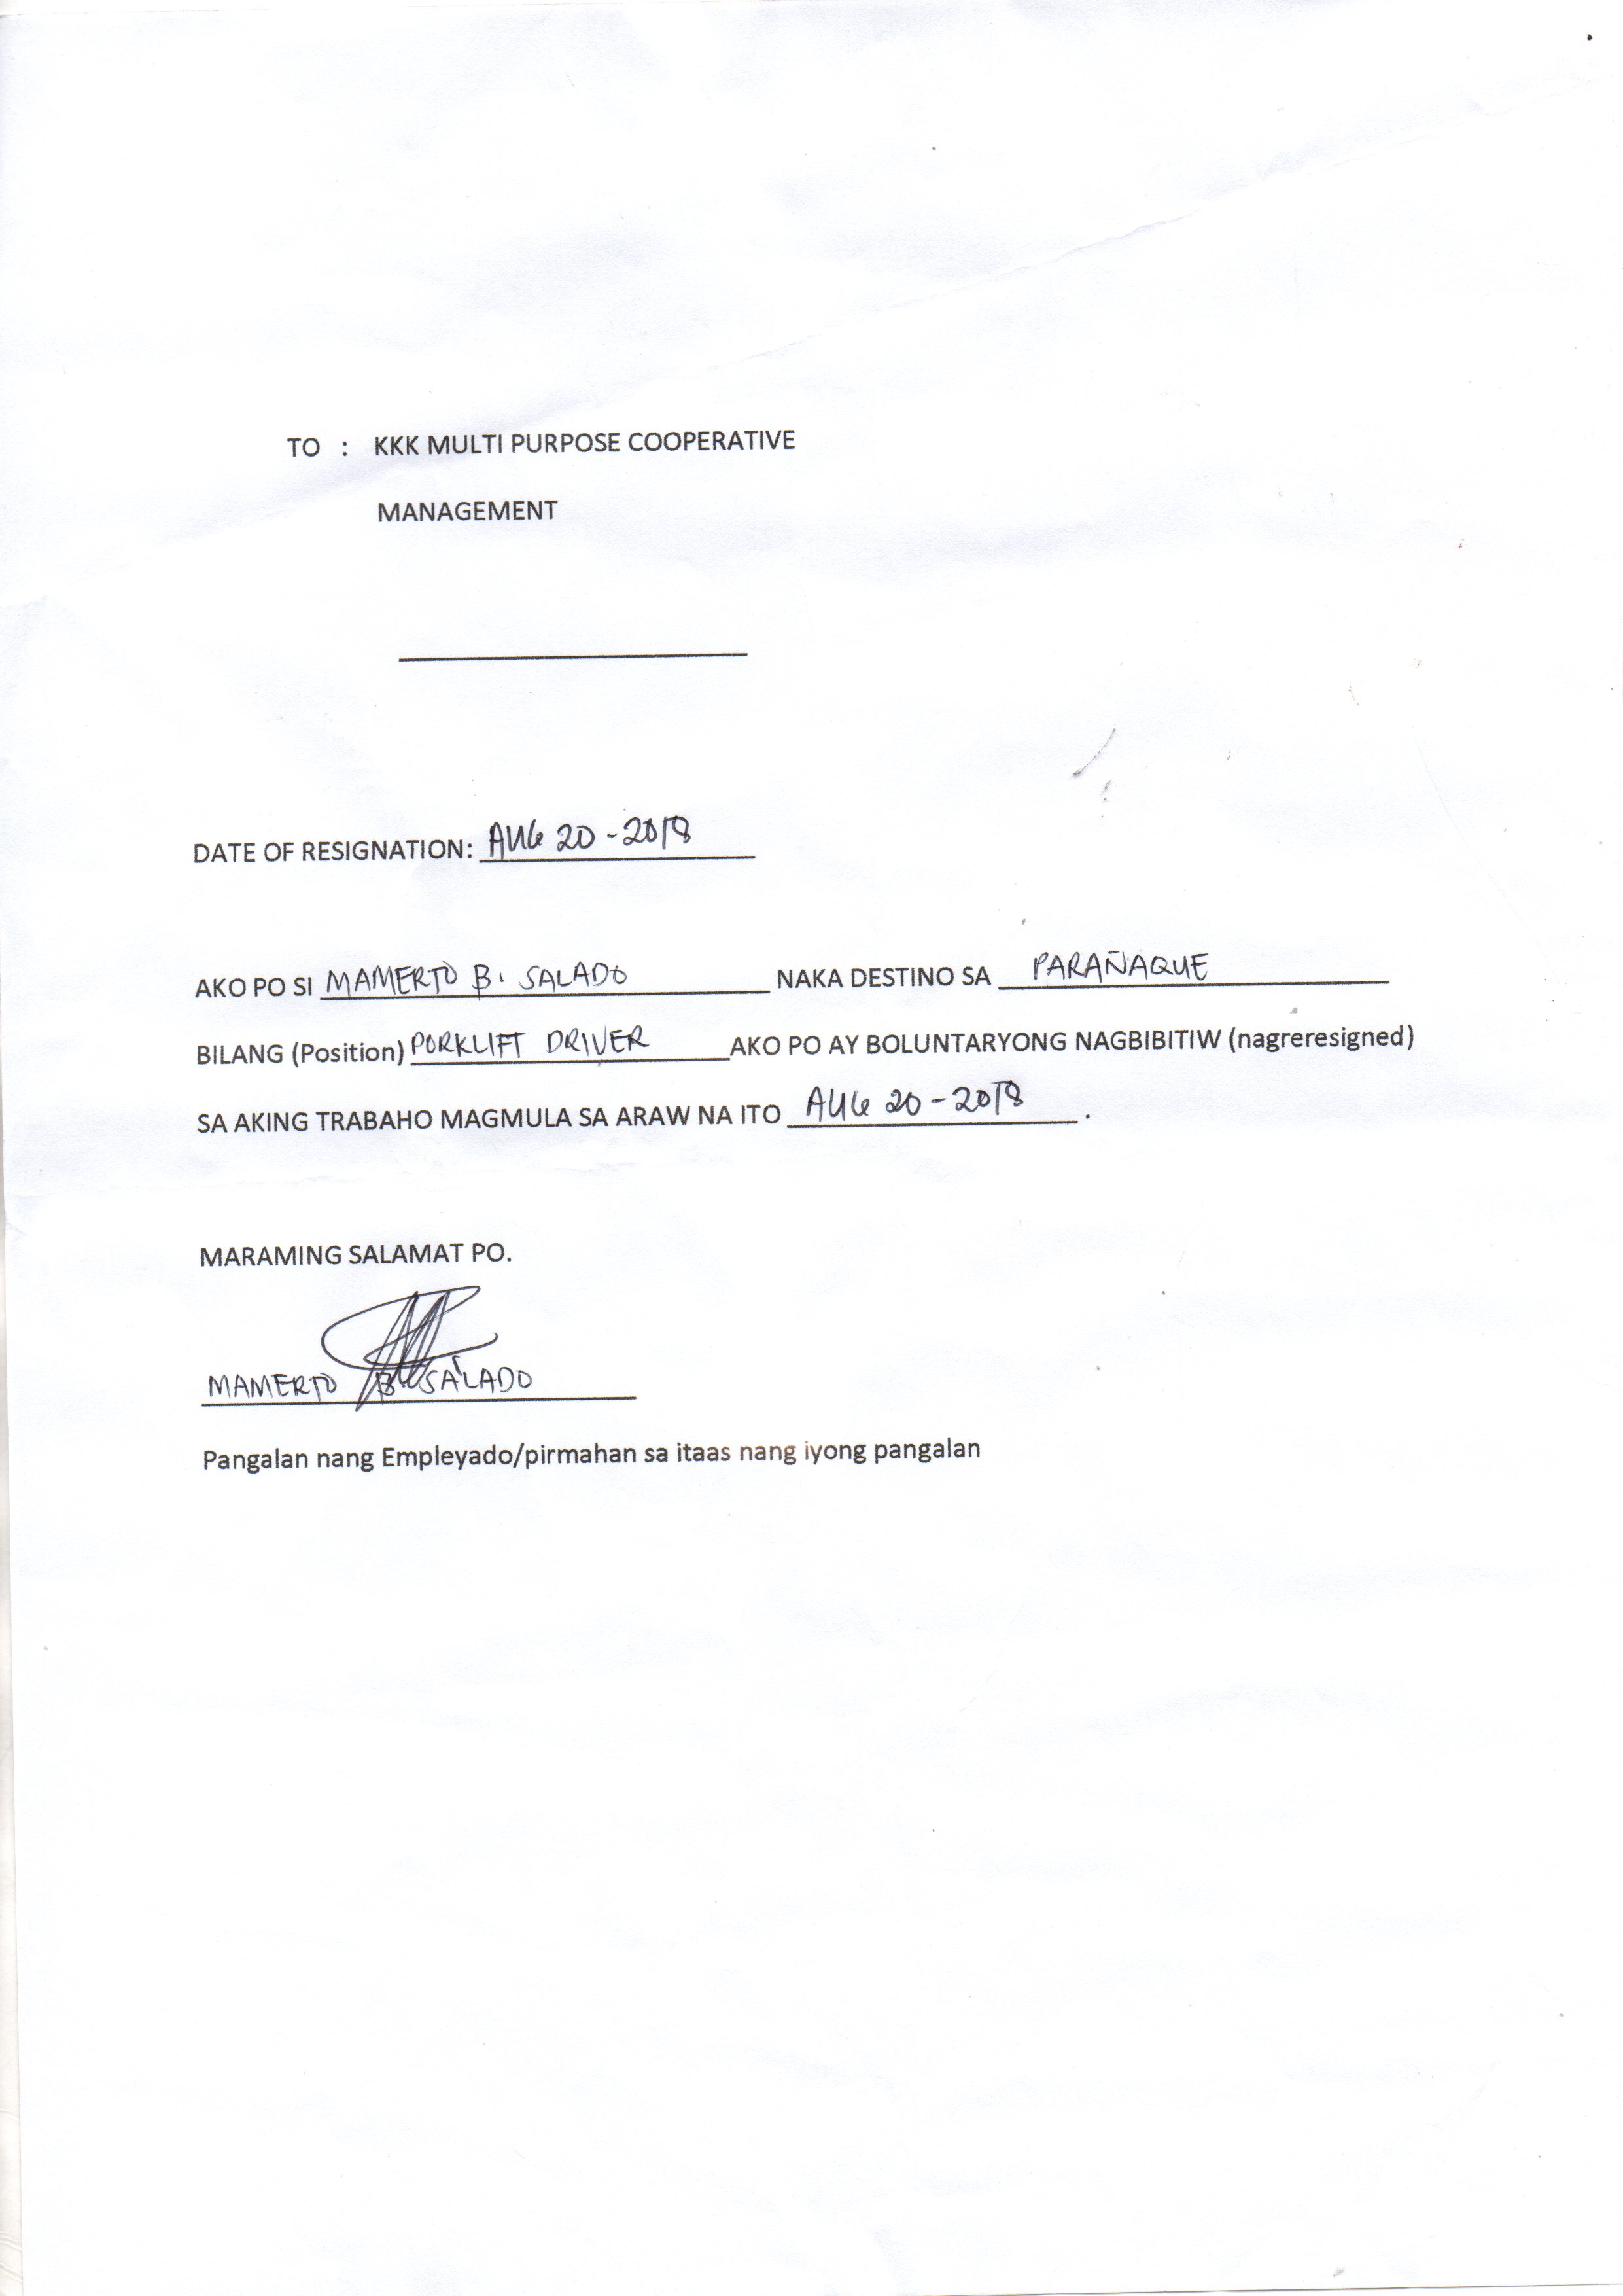 TO : KKK MULTI PURPOSE COOPERATIVE
MANAGEMENT
DATE OF RESIGNATION: AUG 20 - 2018
AKO PO SI MAMERTO B. SALADO NAKA DESTINO SA PARAÑAQUE
BILANG (Position) PORKLIFT DRIVER AKO PO AY BOLUNTARYONG NAGBIBITIW (nagreresigned)
SA AKING TRABAHO MAGMULA SA ARAW NA ITO AUG 20 - 2018 .
MARAMING SALAMAT PO.
MAMERTO B. SALADO
Pangalan nang Empleyado/pirmahan sa itaas nang iyong pangalan